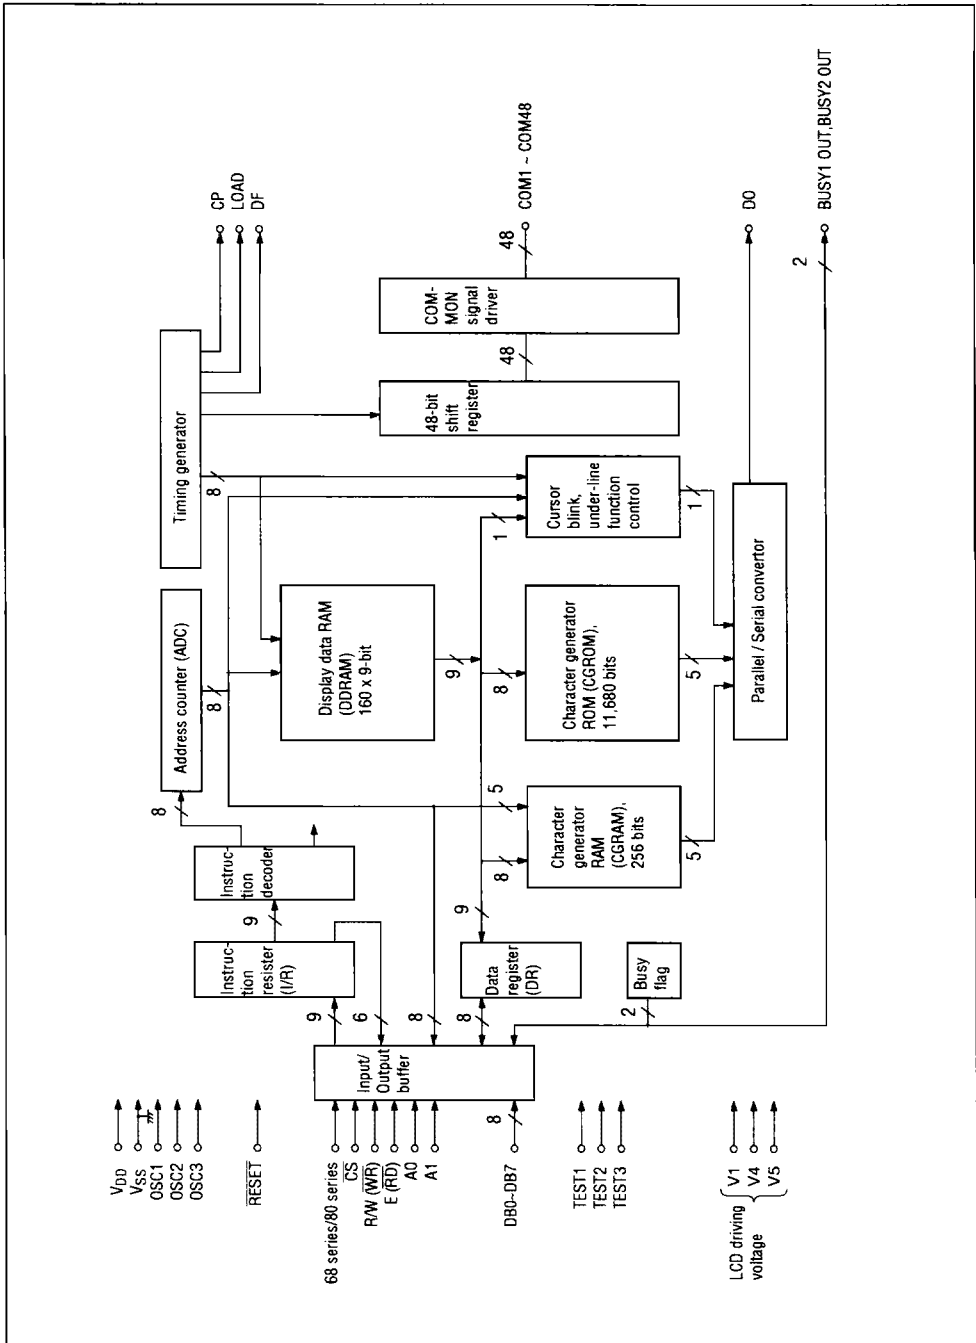 VDD
VSS
OSC1
OSC2
OSC3
RESET
68 series/80 series
CS
R/W (WR)
E (RD)
A0
A1
DB0~DB7
8
TEST1
TEST2
TEST3
LCD driving
voltage
V1
V4
V5
Input/
Output
buffer
9
6
8
8
2
Instruc-
tion
resister
(I/R)
9
Instruc-
tion
decoder
8
Data
register
(DR)
9
Busy
flag
Address counter (ADC)
8
Timing generator
8
CP
LOAD
DF
Display data RAM
(DDRAM)
160 x 9-bit
9
8
5
8
1
Character
generator
RAM
(CGRAM),
256 bits
5
Character generator
ROM (CGROM),
11,680 bits
5
Cursor
blink,
under-line
function
control
1
48-bit
shift
register
48
COM-
MON
signal
driver
48
COM1 ~ COM48
Parallel / Serial convertor
DO
2
BUSY1 OUT,BUSY2 OUT